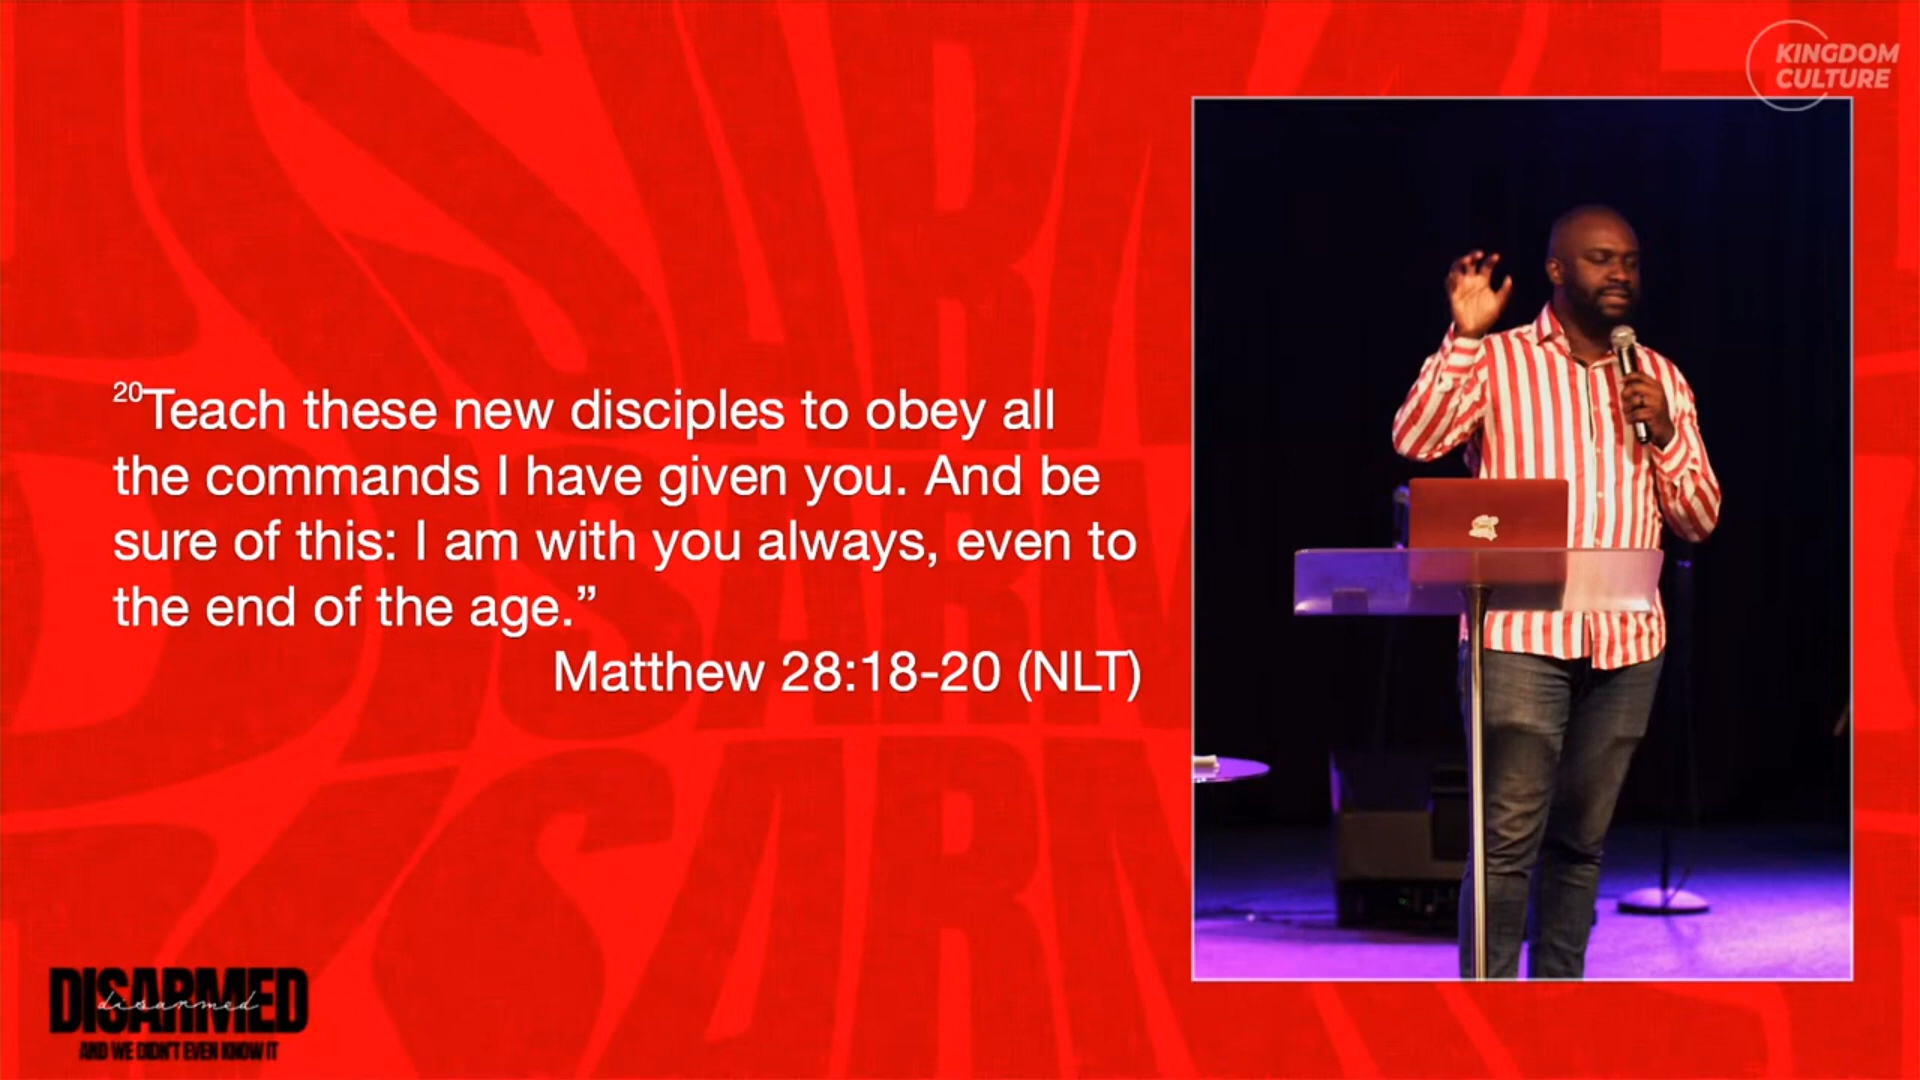 KINGDOM
CULTURE
20Teach these new disciples to obey all
the commands I have given you. And be
sure of this: I am with you always, even to
the end of the age.”
Matthew 28:18-20 (NLT)
DISARMED
disarmed
AND WE DIDN'T EVEN KNOW IT